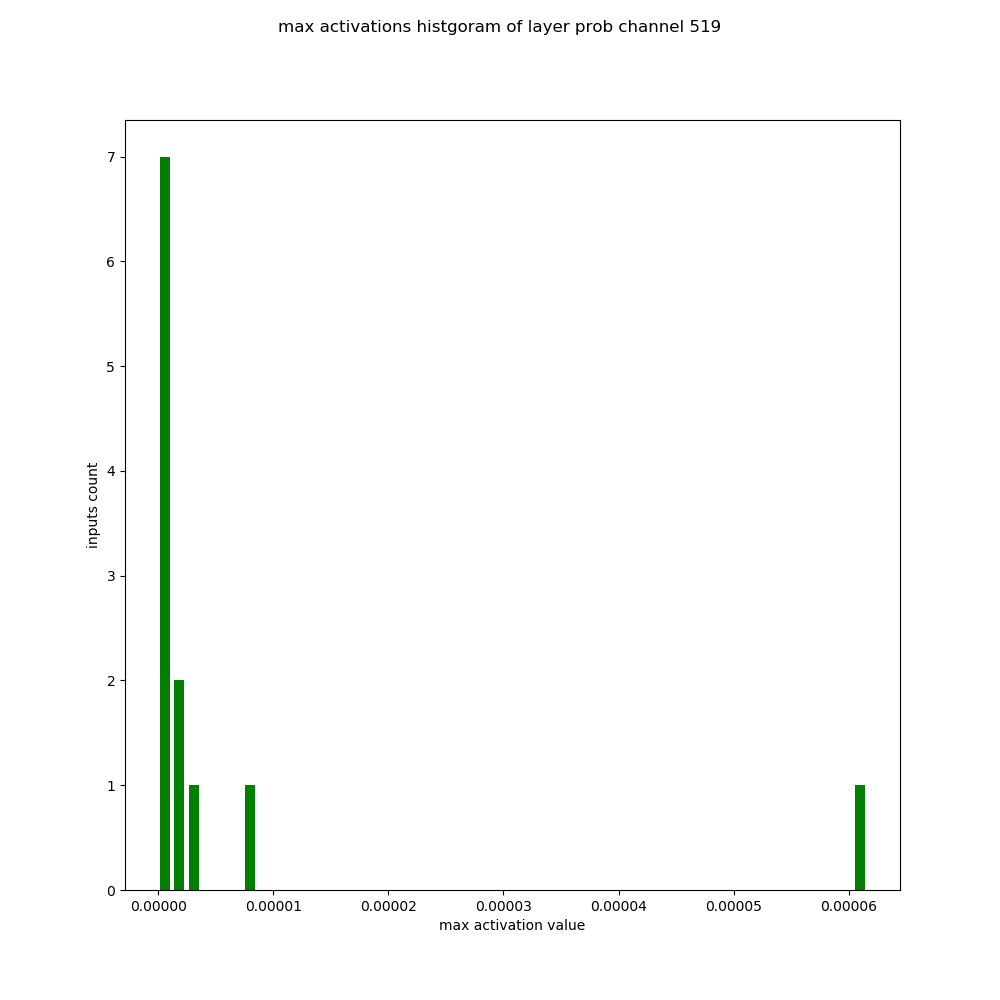 max activations histgoram of layer prob channel 519
7
6
5
4
3
2
1
0
inputs count
0.00000 0.00001 0.00002 0.00003 0.00004 0.00005 0.00006
max activation value